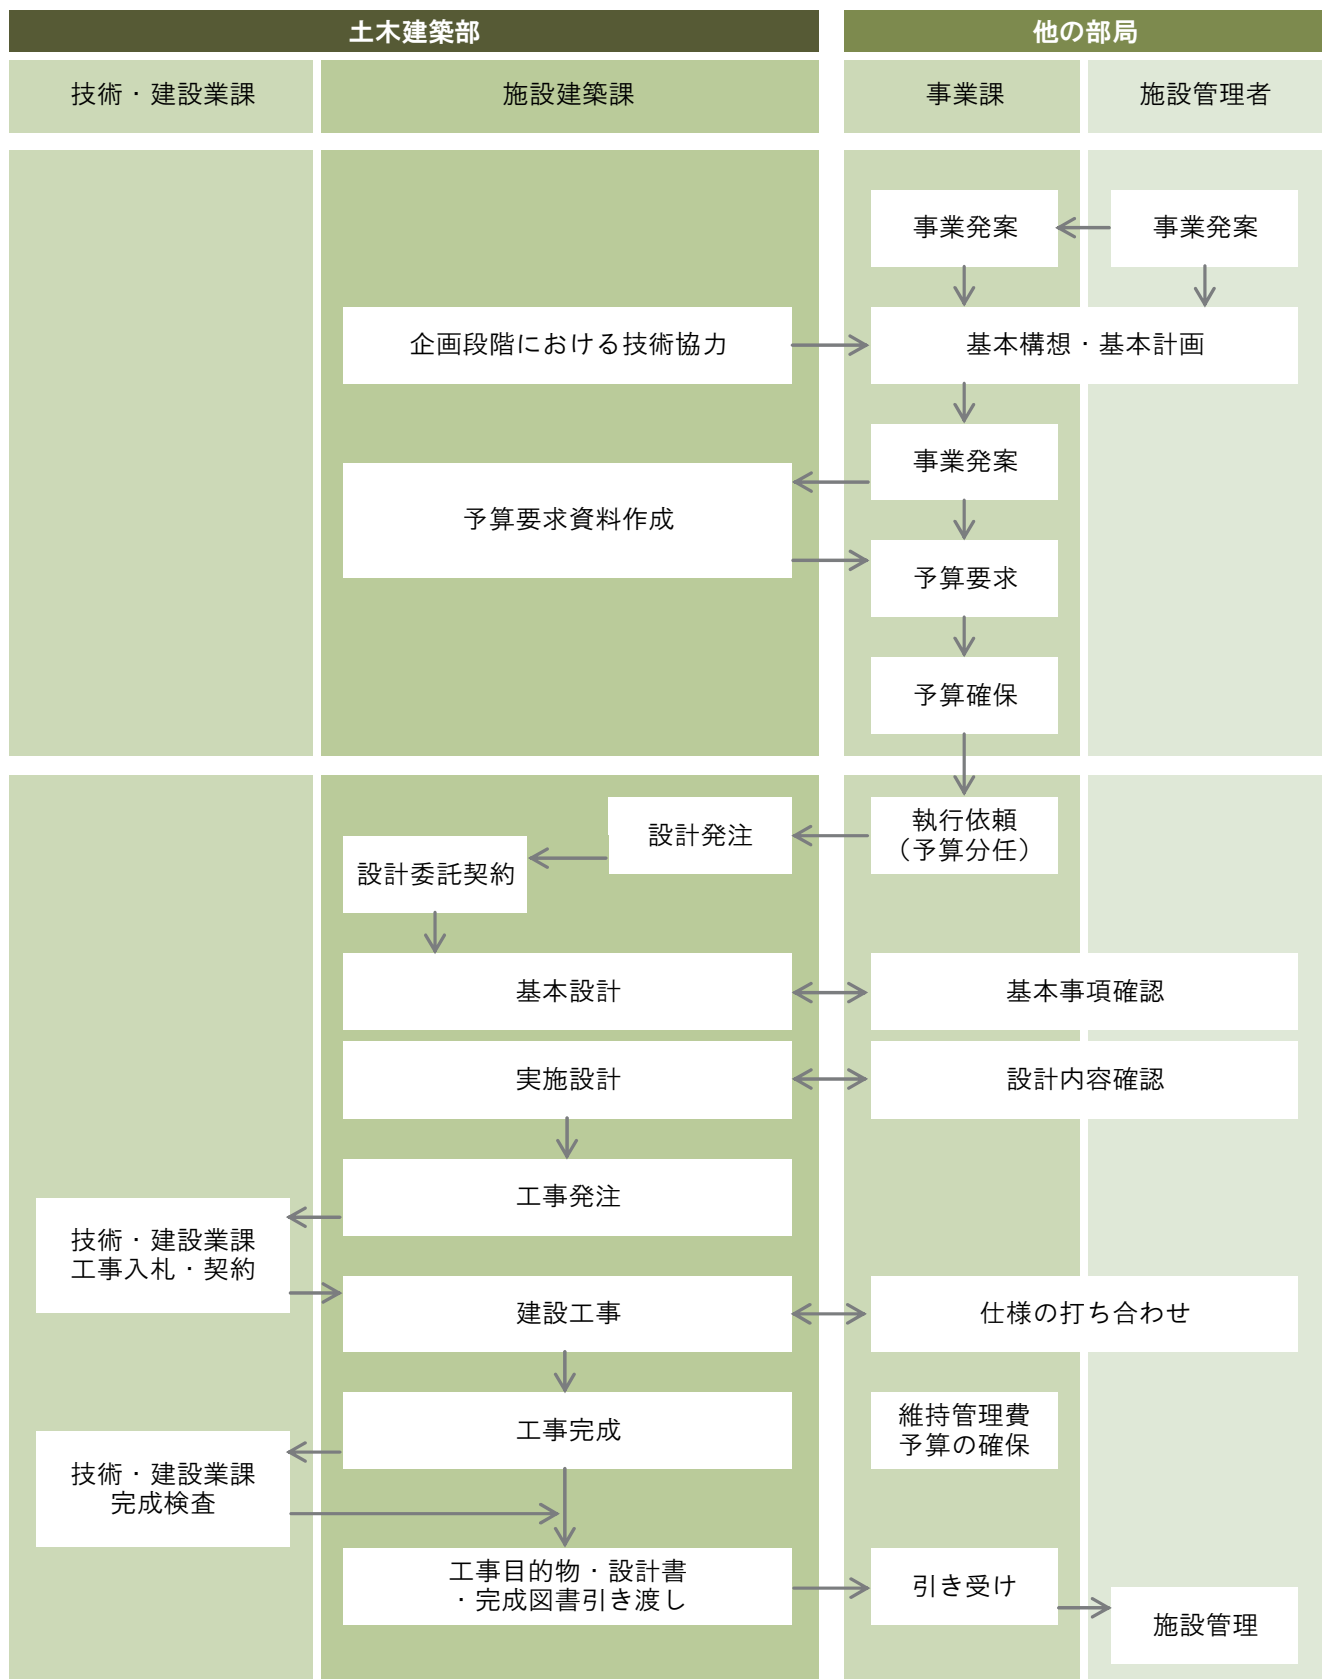 土木建築部
他の部局
技術・建設業課
施設建築課
事業課
施設管理者
事業発案
事業発案
企画段階における技術協力
基本構想・基本計画
事業発案
予算要求資料作成
予算要求
予算確保
設計発注
執行依頼
（予算分任）
設計委託契約
基本設計
基本事項確認
実施設計
設計内容確認
工事発注
技術・建設業課
工事入札・契約
建設工事
仕様の打ち合わせ
工事完成
維持管理費
予算の確保
技術・建設業課
完成検査
工事目的物・設計書
・完成図書引き渡し
引き受け
施設管理